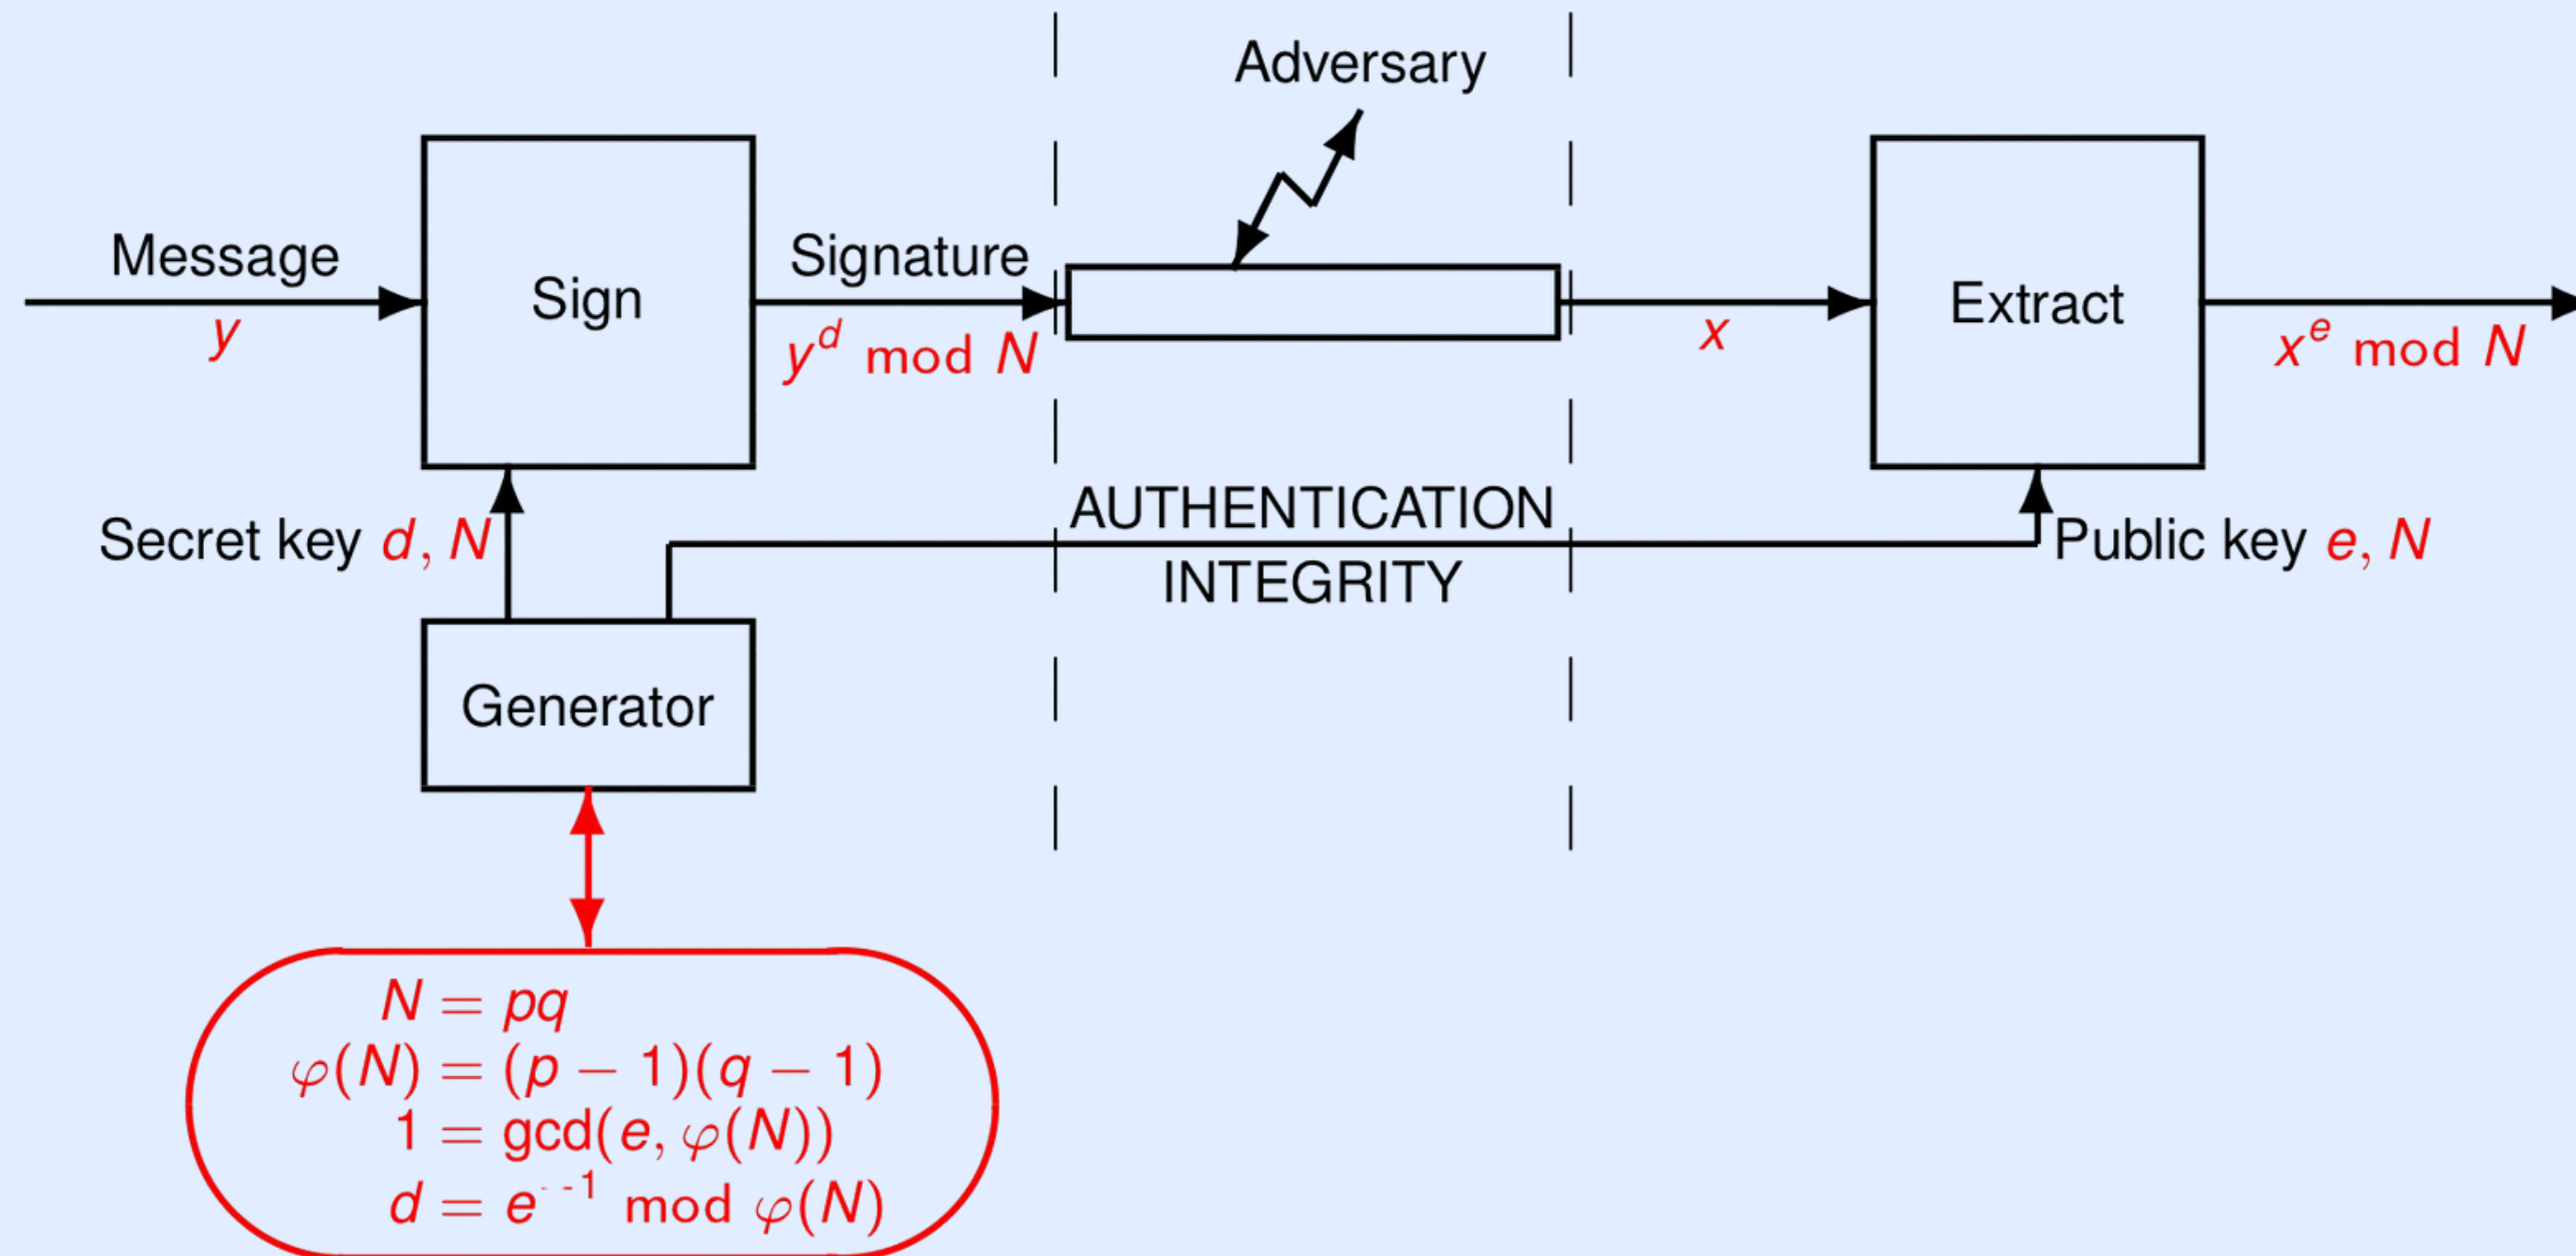 Adversary
Message
y
Sign
Signature
y^d mod N
x
Extract
x^e mod N
Secret key d, N
AUTHENTICATION
INTEGRITY
Public key e, N
Generator
N = pq
φ(N) = (p − 1)(q − 1)
1 = gcd(e, φ(N))
d = e^-1 mod φ(N)